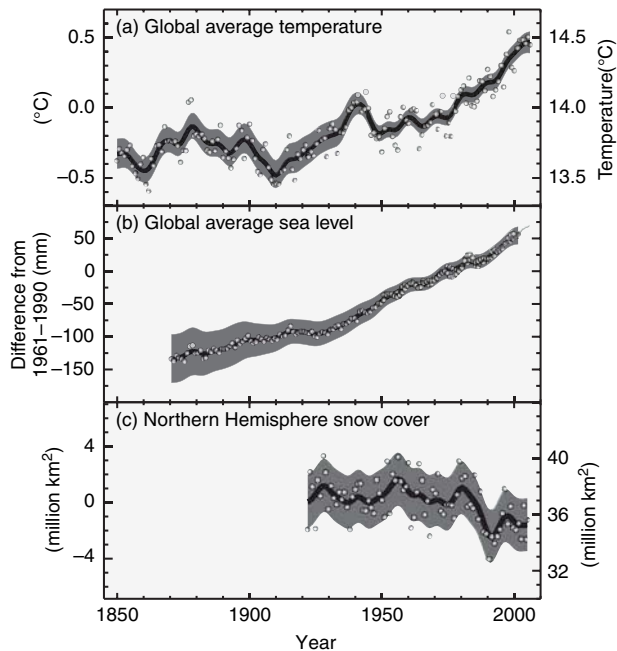 (a) Global average temperature
0.5
0.0
−0.5
(°C)
14.5
14.0
13.5
Temperature(°C)
(b) Global average sea level
50
0
−50
−100
−150
Difference from
1961–1990 (mm)
(c) Northern Hemisphere snow cover
4
0
−4
(million km²)
40
36
32
(million km²)
1850
1900
1950
2000
Year